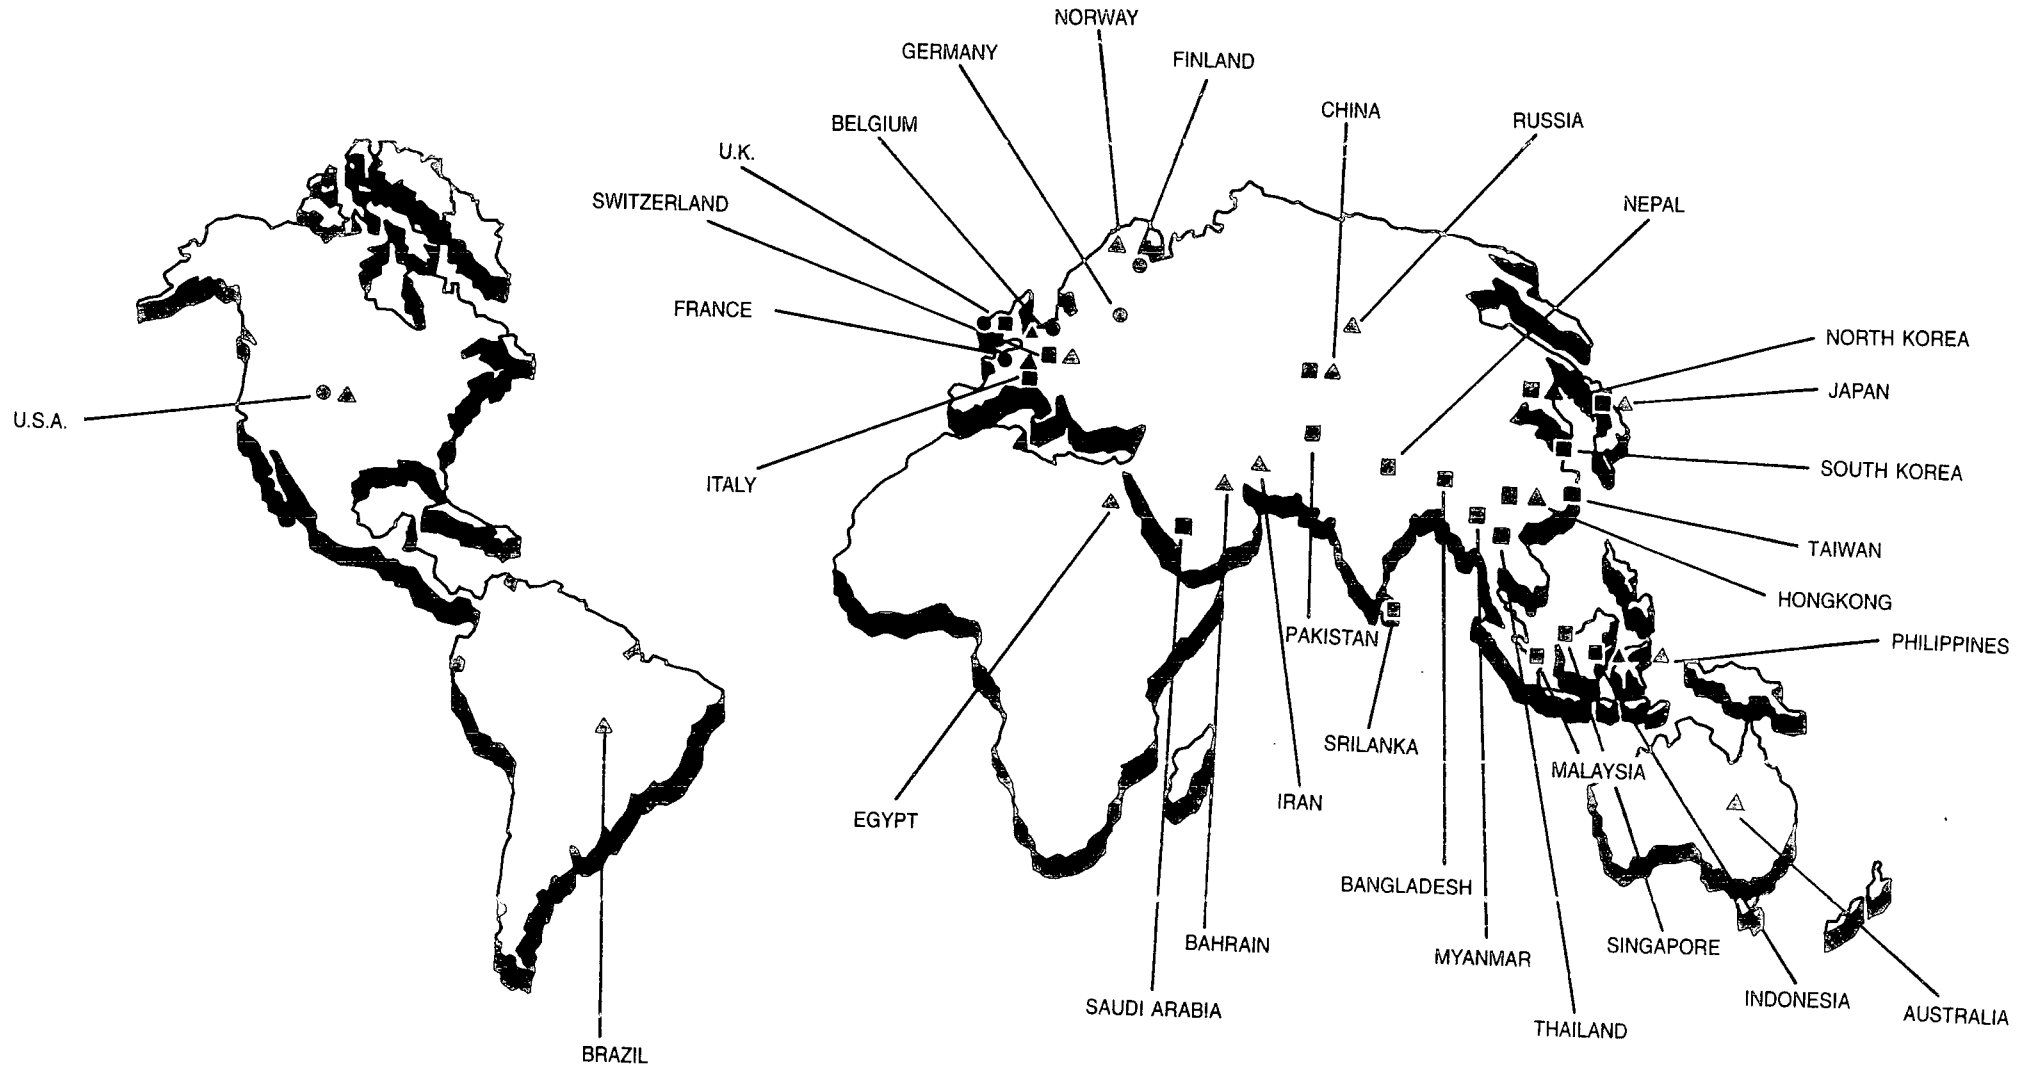 NORWAY
GERMANY
FINLAND
CHINA
RUSSIA
BELGIUM
U.K.
SWITZERLAND
NEPAL
FRANCE
NORTH KOREA
JAPAN
U.S.A.
SOUTH KOREA
ITALY
TAIWAN
HONGKONG
PAKISTAN
PHILIPPINES
SRILANKA
MALAYSIA
IRAN
EGYPT
BANGLADESH
BAHRAIN
SINGAPORE
MYANMAR
SAUDI ARABIA
INDONESIA
AUSTRALIA
THAILAND
BRAZIL